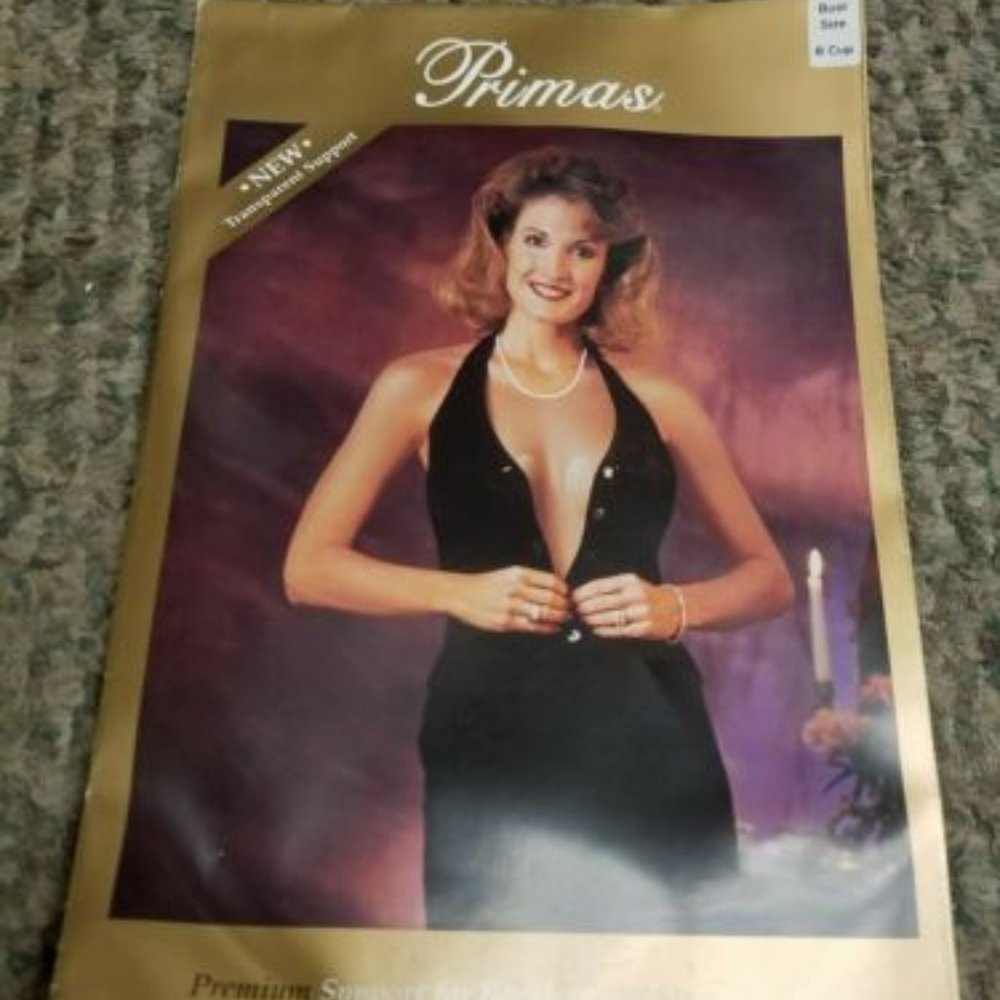 Bust
Size
B Cup
Primas
• NEW •
Transparent Support
Premium Support